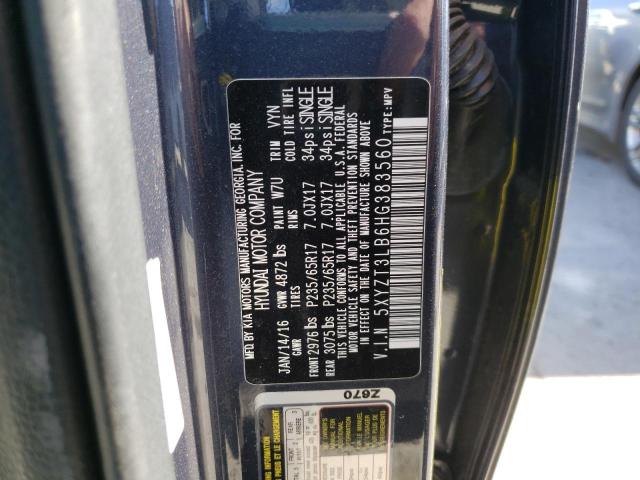 MFD.BY KIA MOTORS MANUFACTURING GEORGIA, INC. FOR
HYUNDAI MOTOR COMPANY
JAN/14/16 GVWR 4872 lbs PAINT W7U TRIM VYN
GAWR TIRES RIMS COLD TIRE INFL
FRONT 2976 lbs P235/65R17 7.0JX17 34psi SINGLE
REAR 3075 lbs P235/65R17 7.0JX17 34psi SINGLE
THIS VEHICLE CONFORMS TO ALL APPLICABLE U.S.A. FEDERAL
MOTOR VEHICLE SAFETY AND THEFT PREVENTION
STANDARDS IN EFFECT ON THE DATE OF MANUFACTURE SHOWN ABOVE
V.I.N 5XYZT3LB6HG383560 TYPE: MPV
Z670